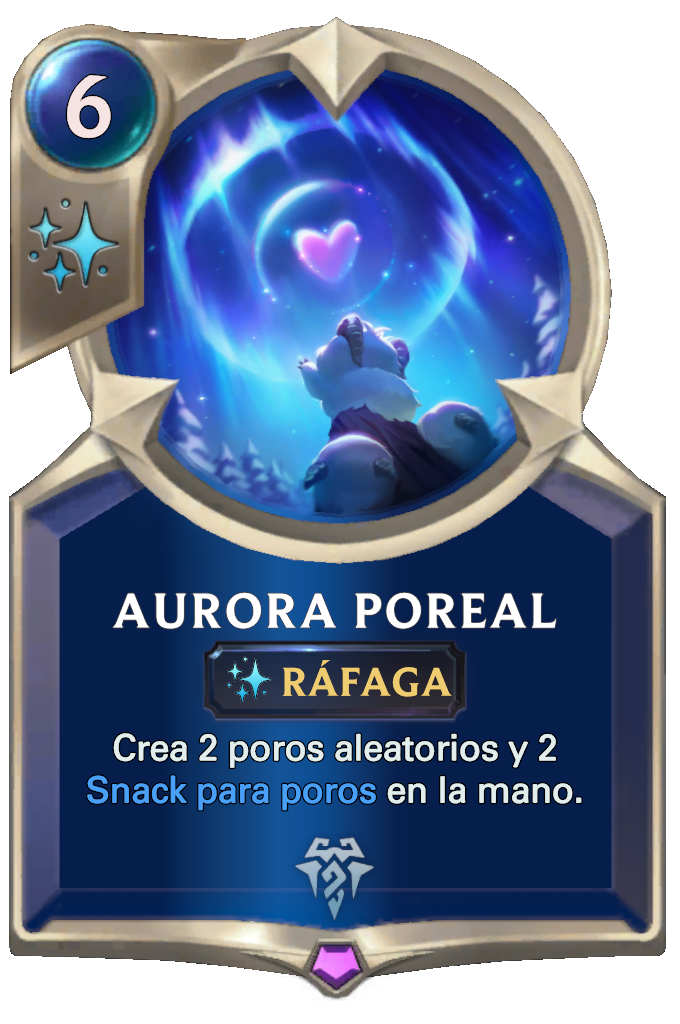 6
AURORA POREAL
RÁFAGA
Crea 2 poros aleatorios y 2
Snack para poros en la mano.